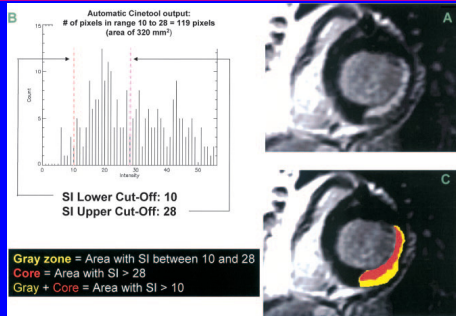 B
Automatic Cinetool output:
# of pixels in range 10 to 28 = 119 pixels
(area of 320 mm²)
15
10
5
0
Count
0
10
20
30
40
50
Intensity
SI Lower Cut-Off: 10
SI Upper Cut-Off: 28
Gray zone = Area with SI between 10 and 28
Core = Area with SI > 28
Gray + Core = Area with SI > 10
A
C